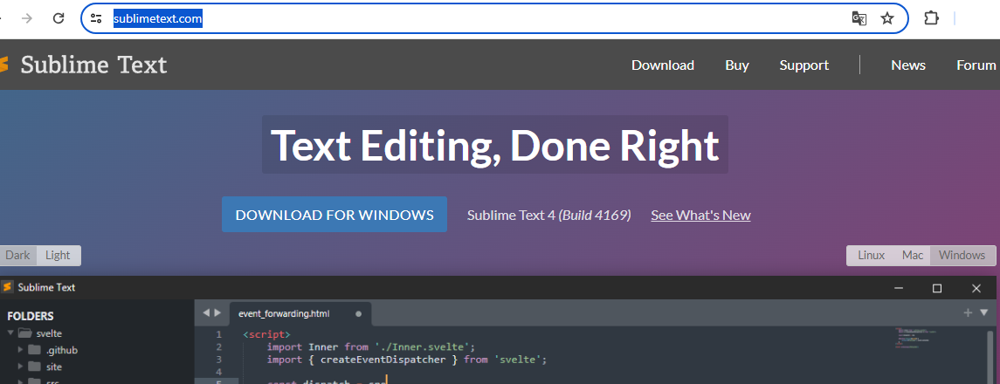 sublimetext.com
Sublime Text
Download Buy Support News Forum
Text Editing, Done Right
DOWNLOAD FOR WINDOWS Sublime Text 4 (Build 4169) See What's New
Dark Light Linux Mac Windows
Sublime Text
FOLDERS event_forwarding.html
svelte 1 <script>
.github 2 import Inner from './Inner.svelte';
site 3 import { createEventDispatcher } from 'svelte';
4
5 const dispatch = cre